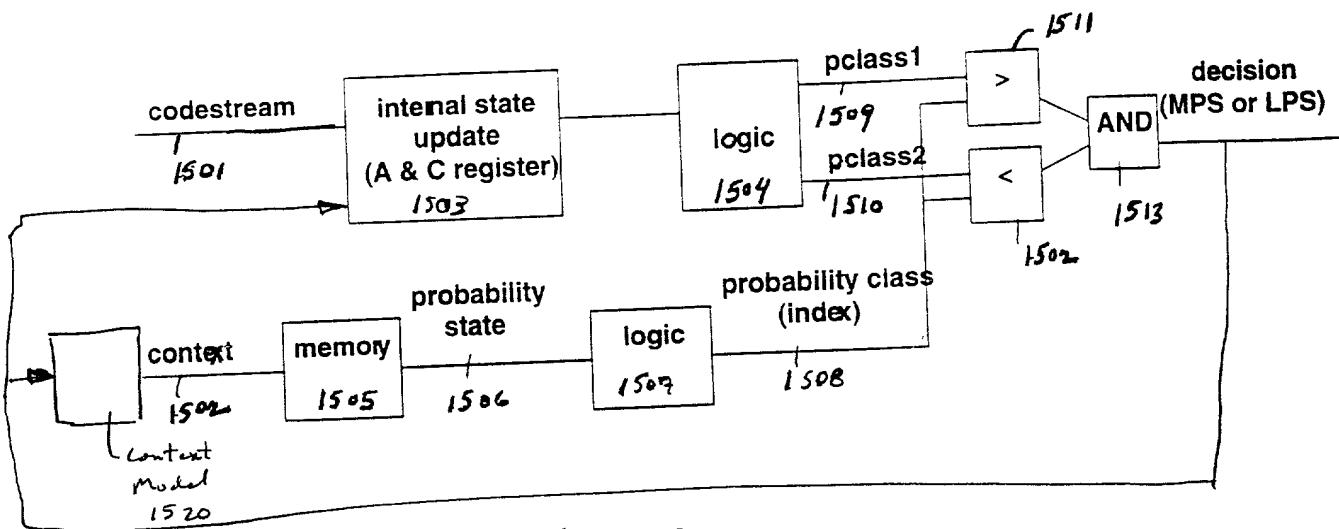 1511
pclass1
decision
(MPS or LPS)
codestream
1501
internal state
update
(A & C register)
1503
logic
1504
1509
>
AND
pclass2
1510
<
1513
1502
probability
state
probability class
(index)
context
1502
memory
1505
1506
logic
1507
1508
Context
Model
1520